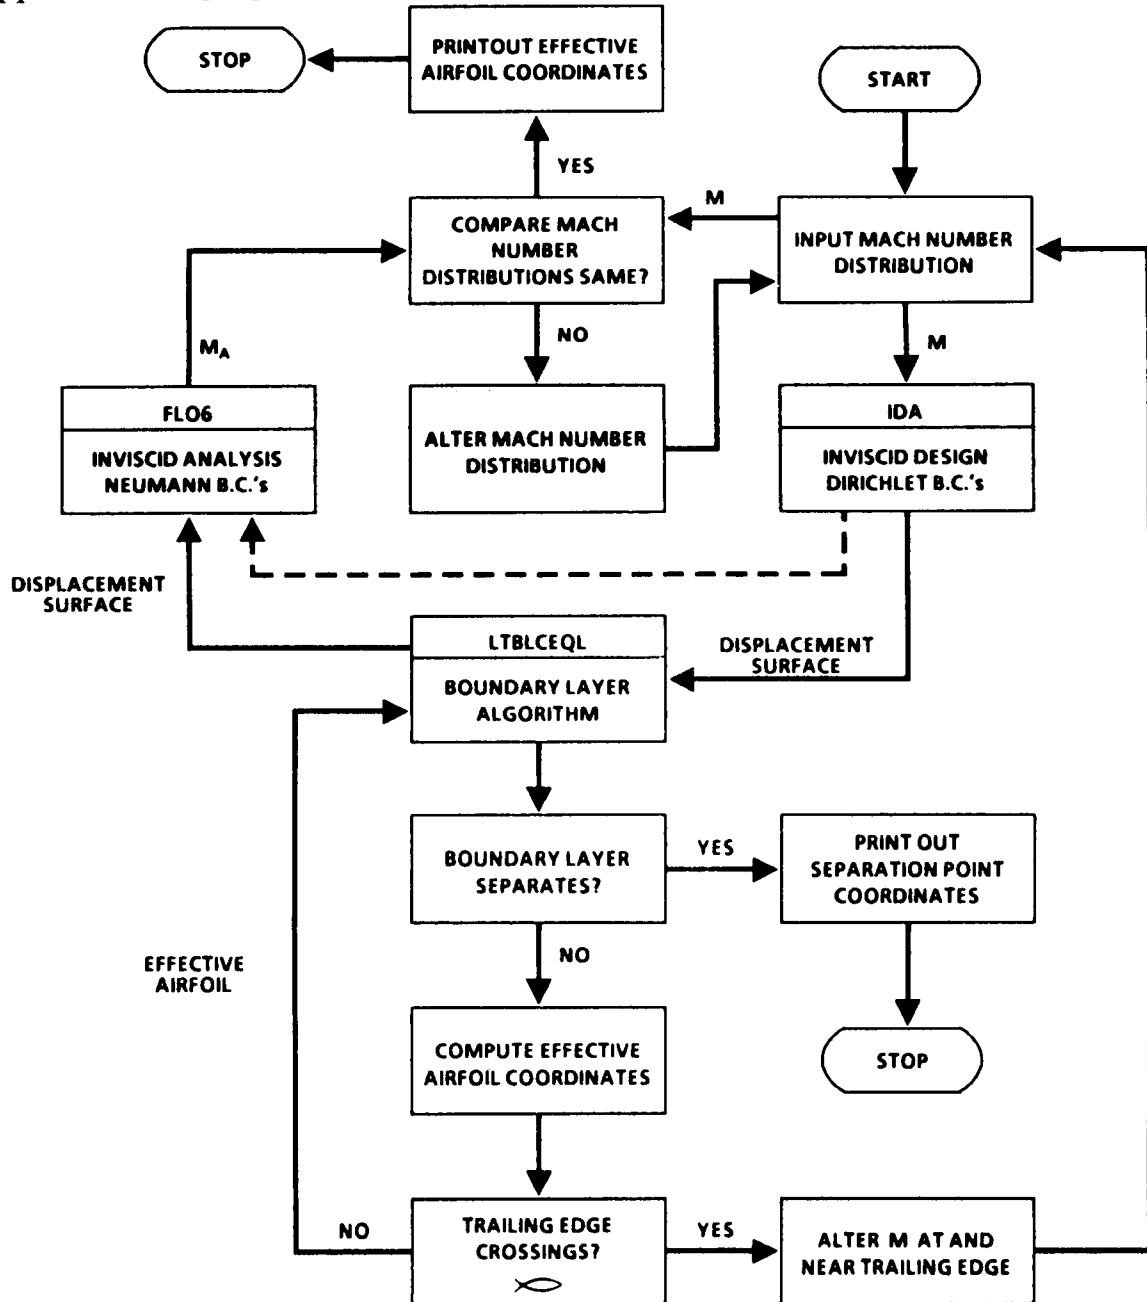 PRINTOUT EFFECTIVE
AIRFOIL COORDINATES
STOP
START
YES
M
COMPARE MACH
NUMBER
DISTRIBUTIONS SAME?
INPUT MACH NUMBER
DISTRIBUTION
NO
M
M_A
FLO6
INVISCID ANALYSIS
NEUMANN B.C.'s
ALTER MACH NUMBER
DISTRIBUTION
IDA
INVISCID DESIGN
DIRICHLET B.C.'s
DISPLACEMENT
SURFACE
LTBLCEQL
BOUNDARY LAYER
ALGORITHM
DISPLACEMENT
SURFACE
BOUNDARY LAYER
SEPARATES?
YES
PRINT OUT
SEPARATION POINT
COORDINATES
NO
EFFECTIVE
AIRFOIL
COMPUTE EFFECTIVE
AIRFOIL COORDINATES
STOP
NO
TRAILING EDGE
CROSSINGS?
YES
ALTER M AT AND
NEAR TRAILING EDGE